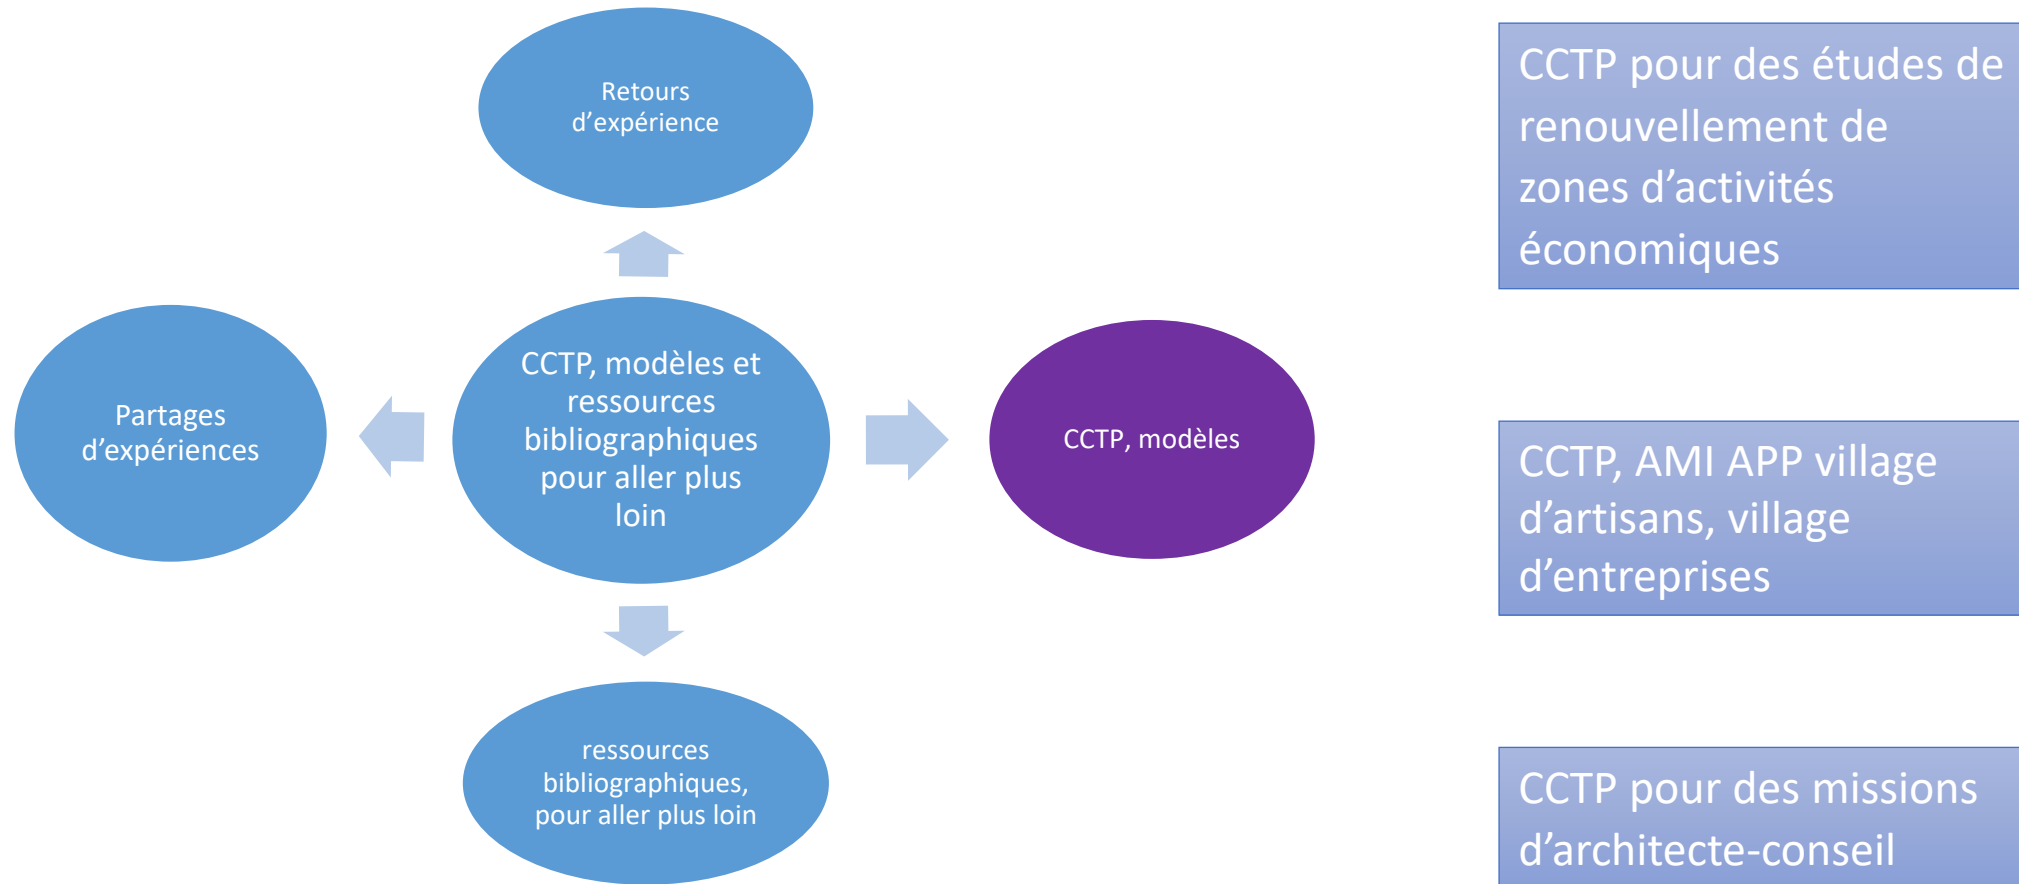 Retours
d’expérience
Partages
d’expériences
CCTP, modèles et
ressources
bibliographiques
pour aller plus
loin
CCTP, modèles
ressources
bibliographiques,
pour aller plus loin
CCTP pour des études de
renouvellement de
zones d’activités
économiques
CCTP, AMI APP village
d’artisans, village
d’entreprises
CCTP pour des missions
d’architecte-conseil